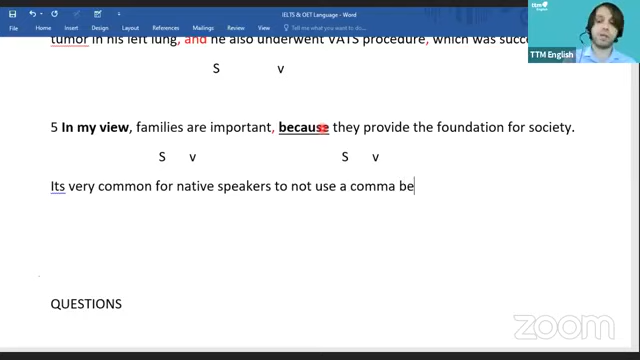 IELTS & OET Language - Word
File Home Insert Design Layout References Mailings Review View Tell me what you want to do...
TTM English
tumor in his left lung, and he also underwent VATS procedure, which was succ
S v
5 In my view, families are important, because they provide the foundation for society.
S v S v
Its very common for native speakers to not use a comma be
QUESTIONS
zoom